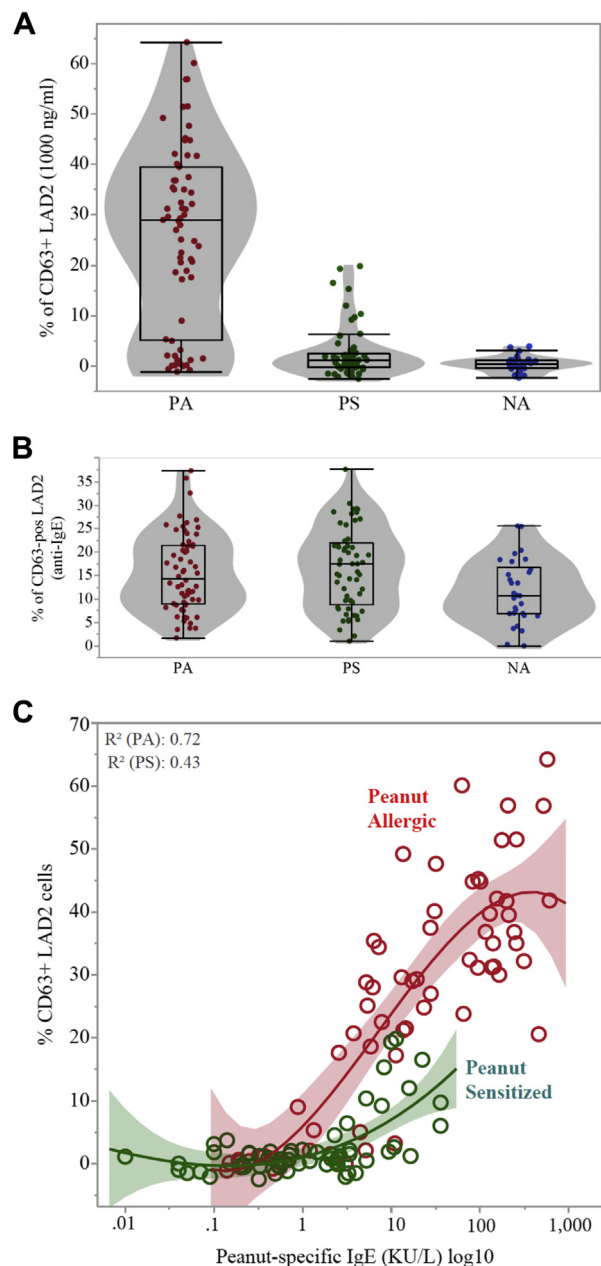 A
% of CD63+ LAD2 (1000 ng/ml)
60
50
40
30
20
10
0
PA
PS
NA
B
% of CD63-pos LAD2
(anti-IgE)
35
30
25
20
15
10
5
0
PA
PS
NA
C
R² (PA): 0.72
R² (PS): 0.43
Peanut
Allergic
Peanut
Sensitized
% CD63+ LAD2 cells
70
60
50
40
30
20
10
0
.01
.1
1
10
100
1,000
Peanut-specific IgE (KU/L) log10